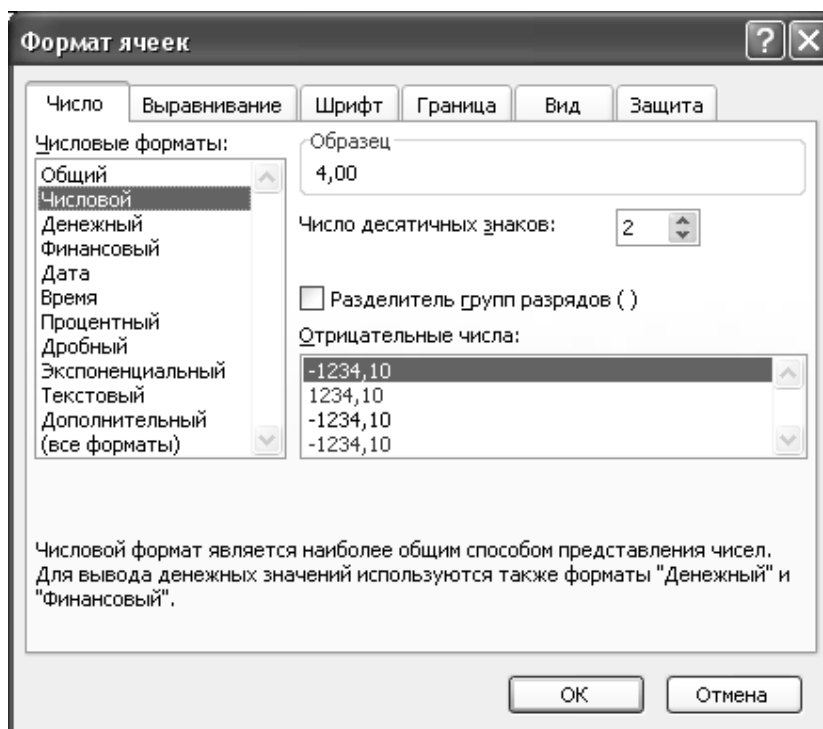 Формат ячеек
Число Выравнивание Шрифт Граница Вид Защита
Числовые форматы:
Общий
Числовой
Денежный
Финансовый
Дата
Время
Процентный
Дробный
Экспоненциальный
Текстовый
Дополнительный
(все форматы)
Образец
4,00
Число десятичных знаков: 2
Разделитель групп разрядов ( )
Отрицательные числа:
-1234,10
1234,10
-1234,10
-1234,10
Числовой формат является наиболее общим способом представления чисел.
Для вывода денежных значений используются также форматы "Денежный" и
"Финансовый".
ОК Отмена